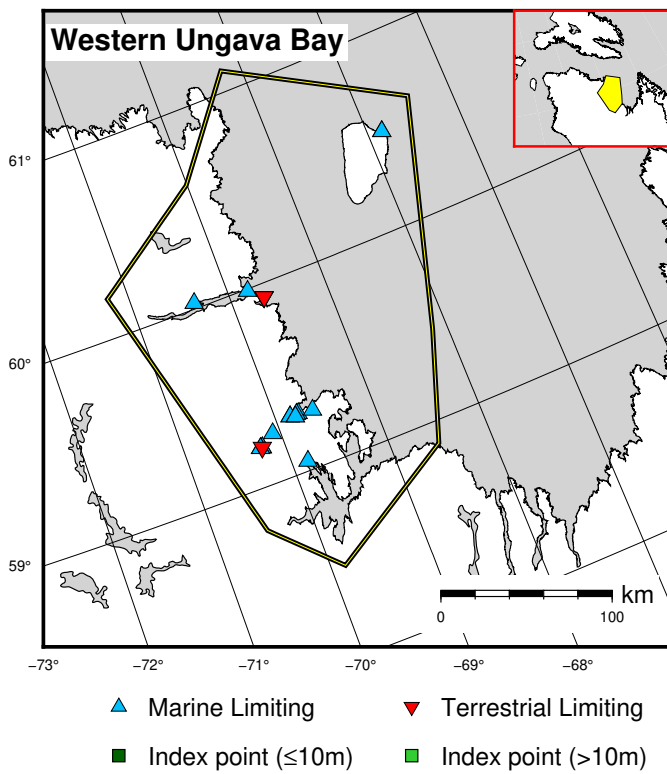 Western Ungava Bay
61°
60°
59°
km
0 100
−73° −72° −71° −70° −69° −68°
Marine Limiting Terrestrial Limiting
Index point (≤10m) Index point (>10m)